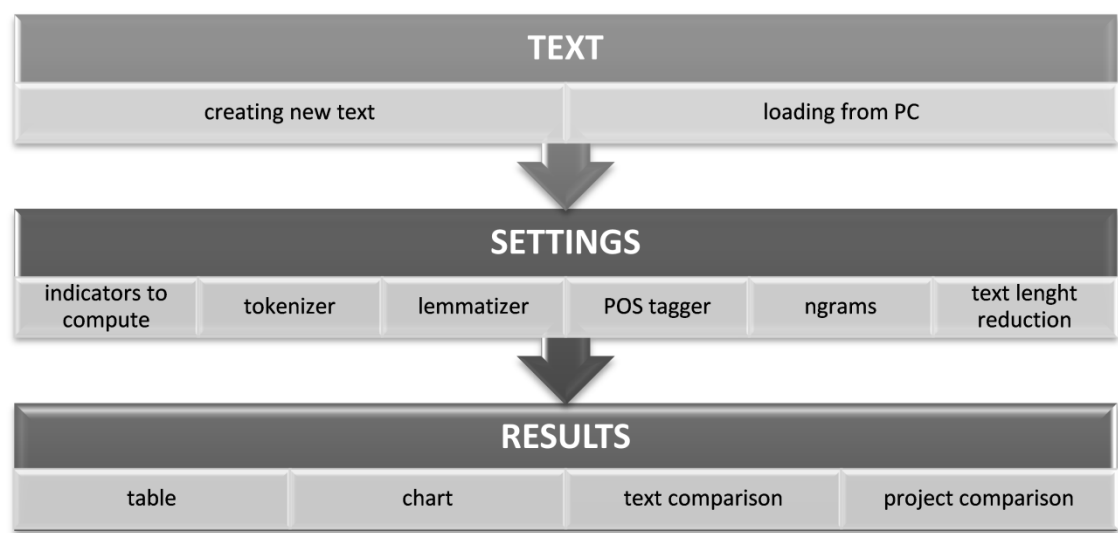 TEXT
creating new text
loading from PC
SETTINGS
indicators to
compute
tokenizer
lemmatizer
POS tagger
ngrams
text lenght
reduction
RESULTS
table
chart
text comparison
project comparison